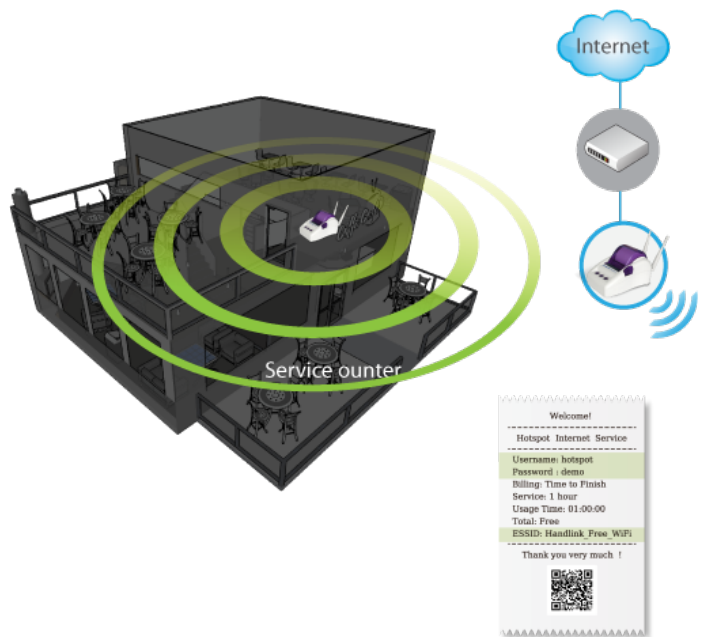 Internet
Service ounter
Welcome!
Hotspot Internet Service
Username: hotspot
Password : demo
Billing: Time to Finish
Service: 1 hour
Usage Time: 01:00:00
Total: Free
ESSID: Handlink_Free_WiFi
Thank you very much !